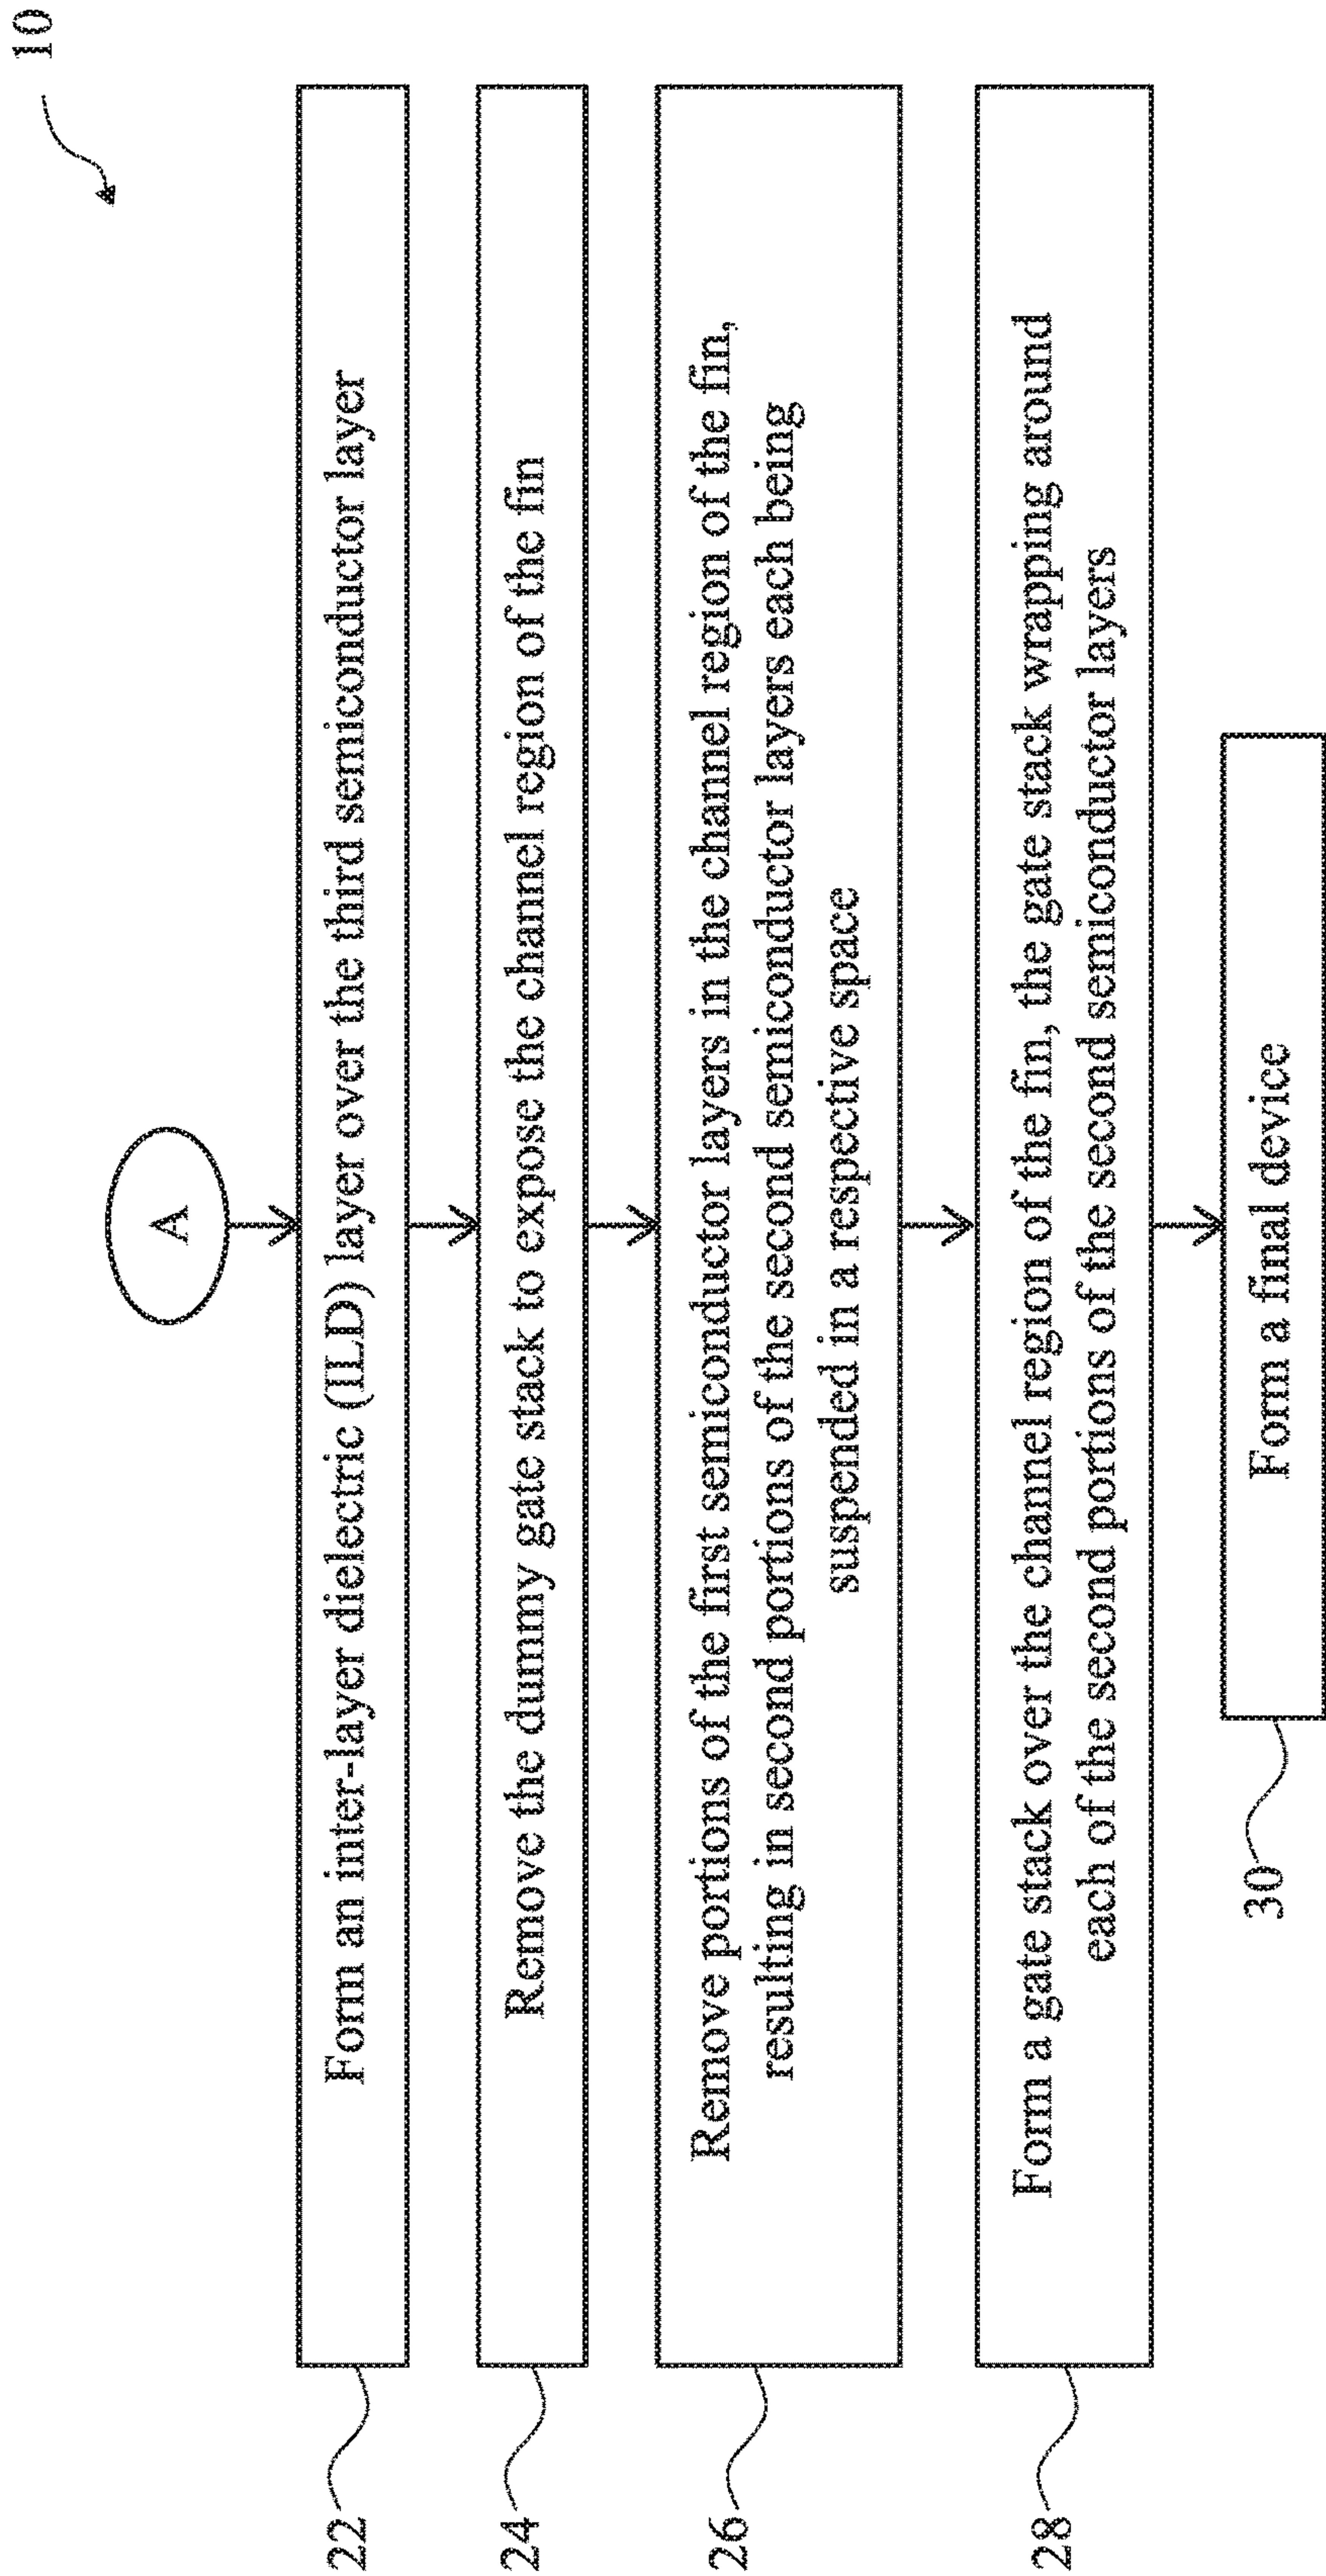 10
A
22
Form an inter-layer dielectric (ILD) layer over the third semiconductor layer
24
Remove the dummy gate stack to expose the channel region of the fin
26
Remove portions of the first semiconductor layers in the channel region of the fin,
resulting in second portions of the second semiconductor layers each being
suspended in a respective space
28
Form a gate stack over the channel region of the fin, the gate stack wrapping around
each of the second portions of the second semiconductor layers
30
Form a final device